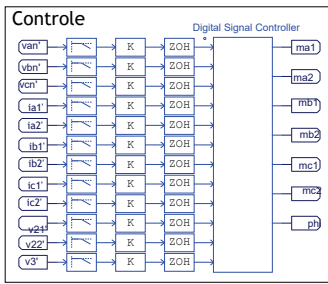 Controle
Digital Signal Controller
van' K ZOH ma1
vbn' K ZOH ma2
vcn' K ZOH
ia1' K ZOH mb1
ia2' K ZOH
ib1' K ZOH mb2
ib2' K ZOH mc1
ic1' K ZOH
ic2' K ZOH mc2
v21' K ZOH phi
v22' K ZOH
v3' K ZOH